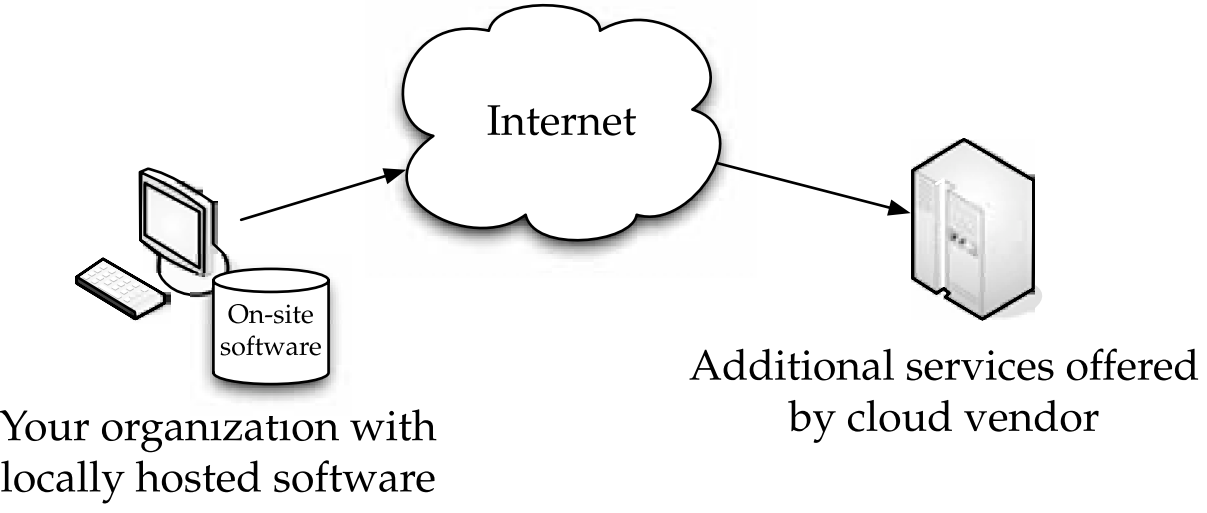 Internet
On-site
software
Additional services offered
by cloud vendor
Your organization with
locally hosted software